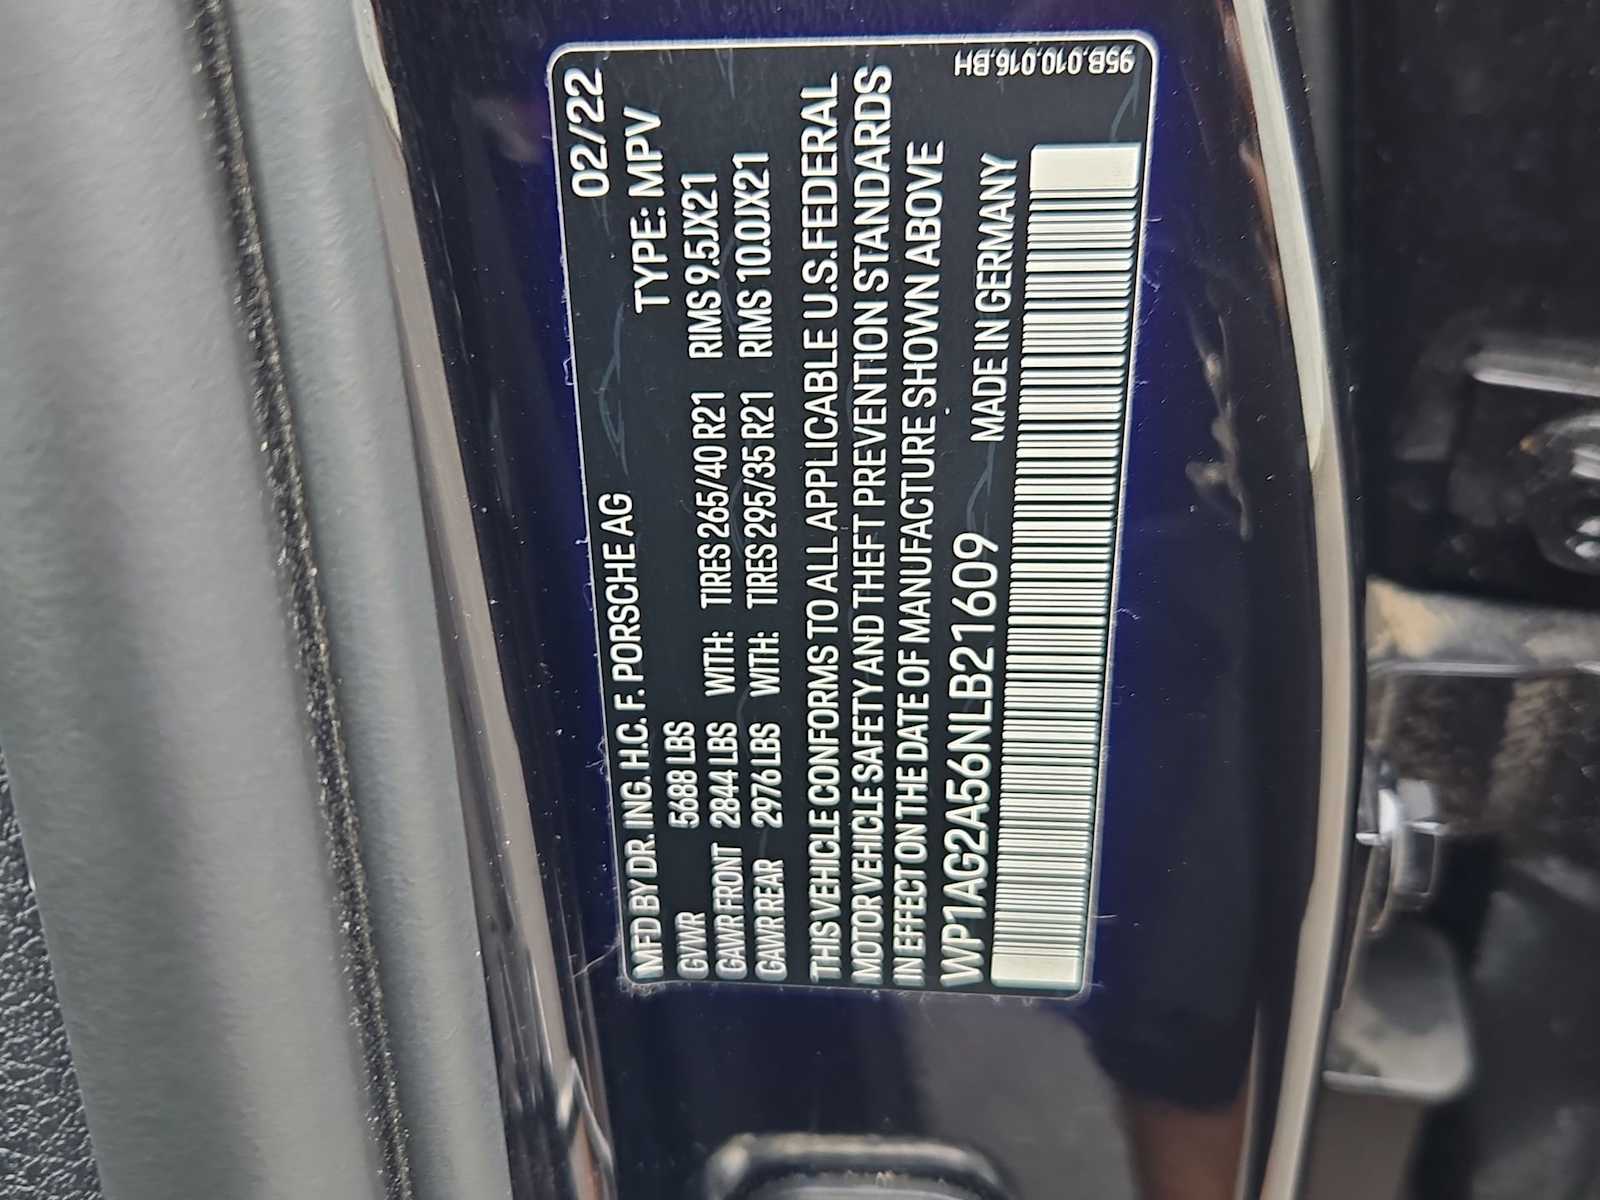 MFD BY DR. ING. H.C. F. PORSCHE AG 02/22
TYPE: MPV
GVWR 5688 LBS
GAWR FRONT 2844 LBS WITH: TIRES 265/40 R21 RIMS 9.5JX21
GAWR REAR 2976 LBS WITH: TIRES 295/35 R21 RIMS 10.0JX21
THIS VEHICLE CONFORMS TO ALL APPLICABLE U.S.FEDERAL
MOTOR VEHICLE SAFETY AND THEFT PREVENTION STANDARDS
IN EFFECT ON THE DATE OF MANUFACTURE SHOWN ABOVE
WP1AG2A56NLB21609 MADE IN GERMANY
95B.010.016.BH